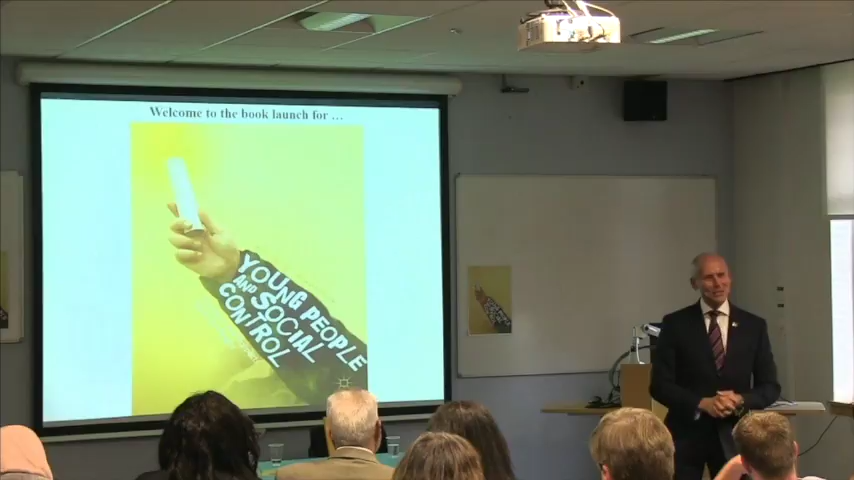 Welcome to the book launch for ...
YOUNG PEOPLE
AND SOCIAL
CONTROL